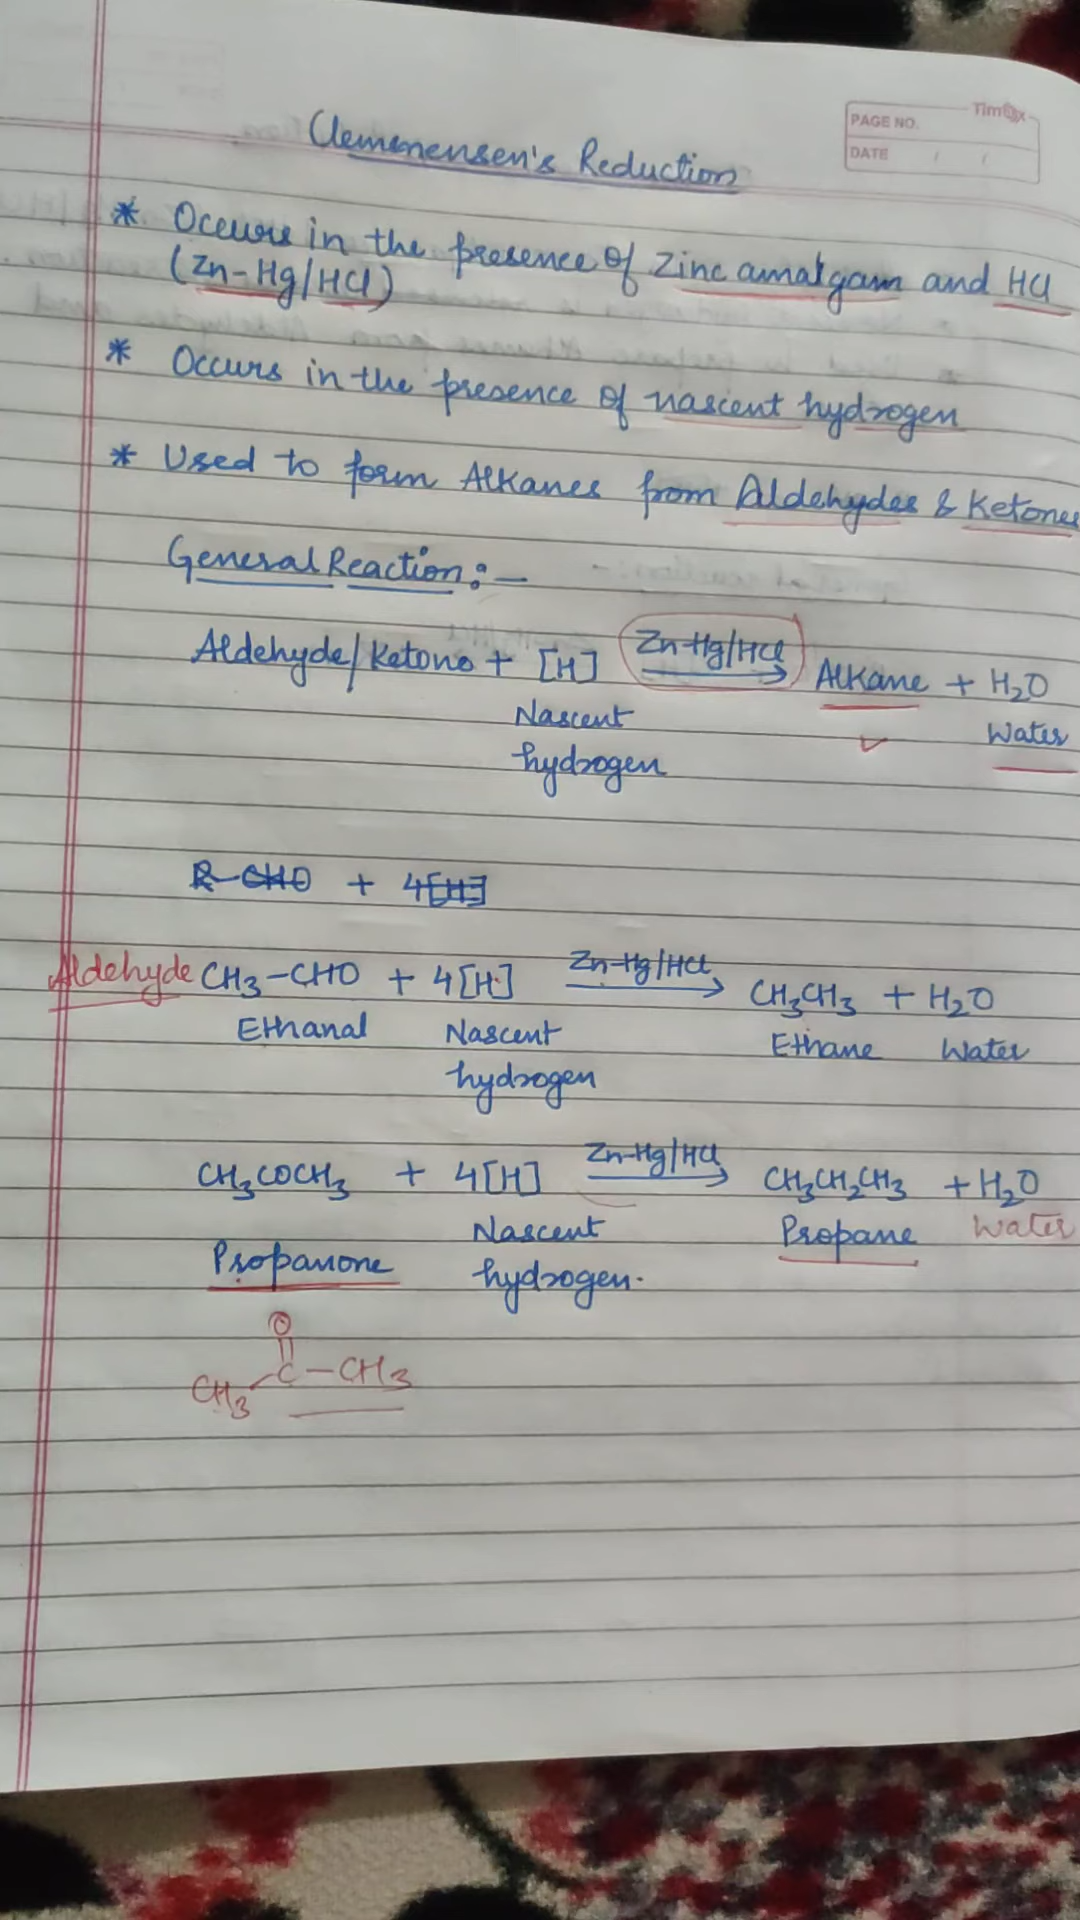 Timex
PAGE NO.
DATE / /
Clemenensen's Reduction
* Occurs in the presence of Zinc amalgam and HCl
(Zn-Hg/HCl)
* Occurs in the presence of nascent hydrogen
* Used to form Alkanes from Aldehydes & Ketones
General Reaction:-
Aldehyde/Ketone + [H] Zn-Hg/HCl → Alkane + H₂O
Nascent Water
hydrogen
R-CHO + 4[H]
Aldehyde CH₃-CHO + 4[H] Zn-Hg/HCl → CH₃CH₃ + H₂O
Ethanal Nascent Ethane Water
hydrogen
CH₃COCH₃ + 4[H] Zn-Hg/HCl → CH₃CH₂CH₃ + H₂O
Propanone Nascent Propane Water
hydrogen.
O
||
CH₃-C-CH₃